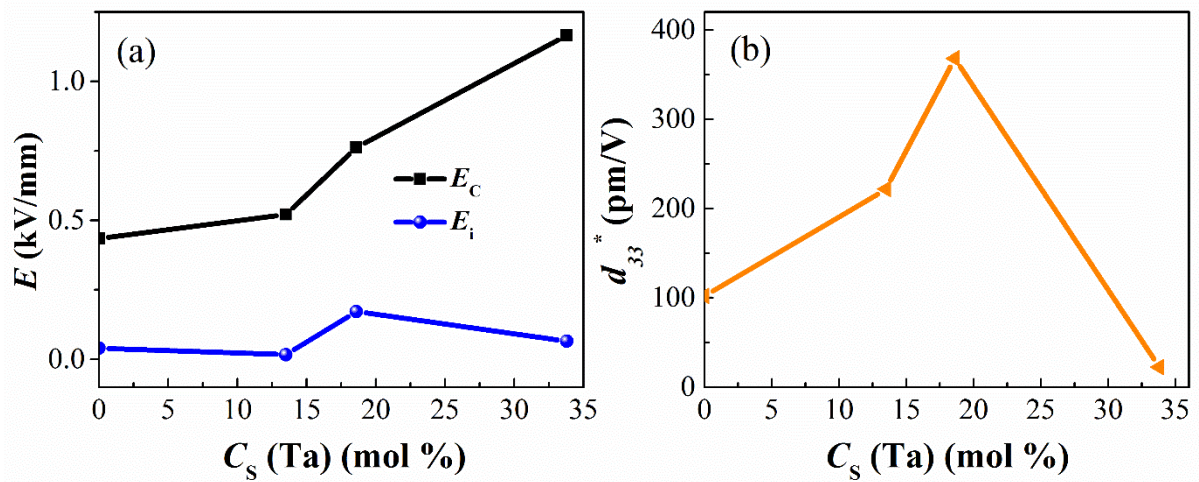 (a)
1.0
0.5
0.0
E (kV/mm)
E_C
E_i
0 5 10 15 20 25 30 35
C_S (Ta) (mol %)
(b)
400
300
200
100
0
d_33^* (pm/V)
0 5 10 15 20 25 30 35
C_S (Ta) (mol %)